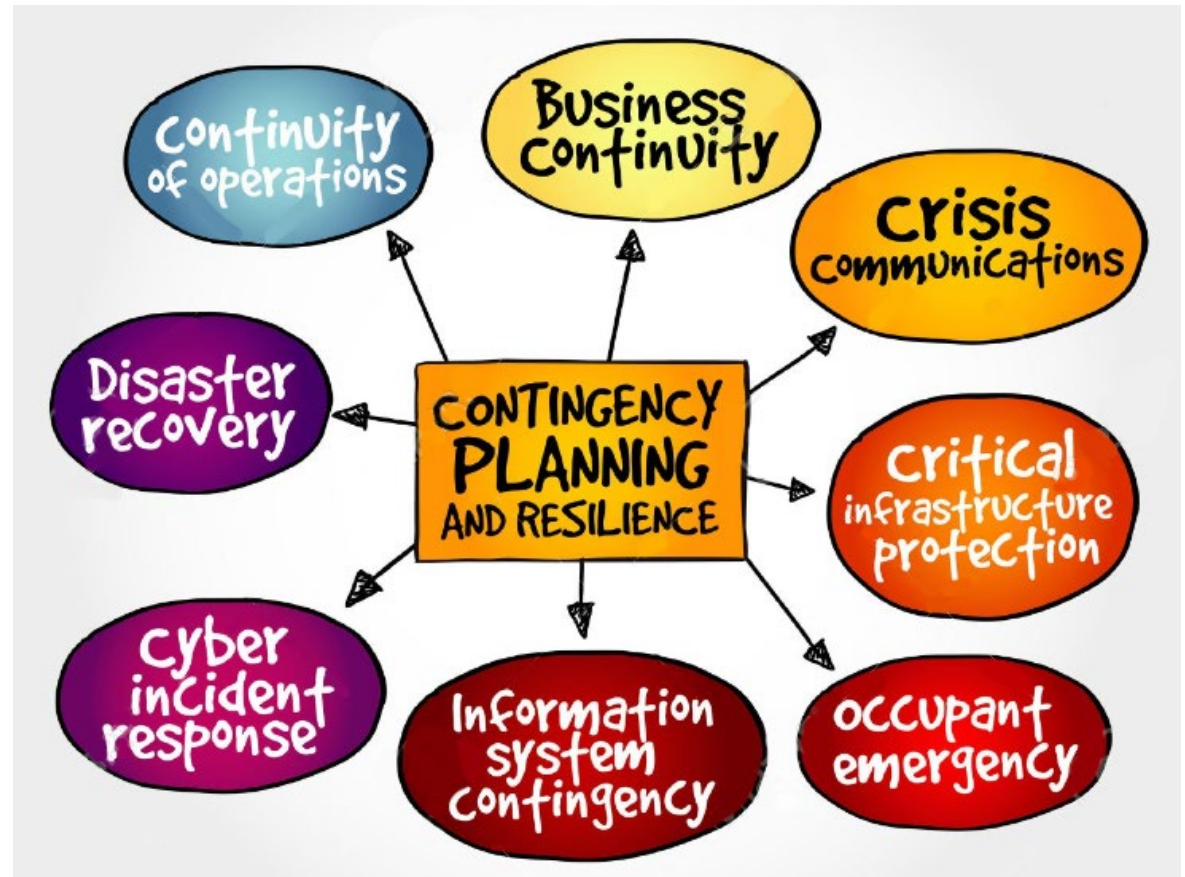 Continuity
of operations
Business
Continuity
Crisis
communications
Disaster
recovery
CONTINGENCY
PLANNING
AND RESILIENCE
Critical
infrastructure
protection
Cyber
incident
response
Information
system
contingency
Occupant
emergency